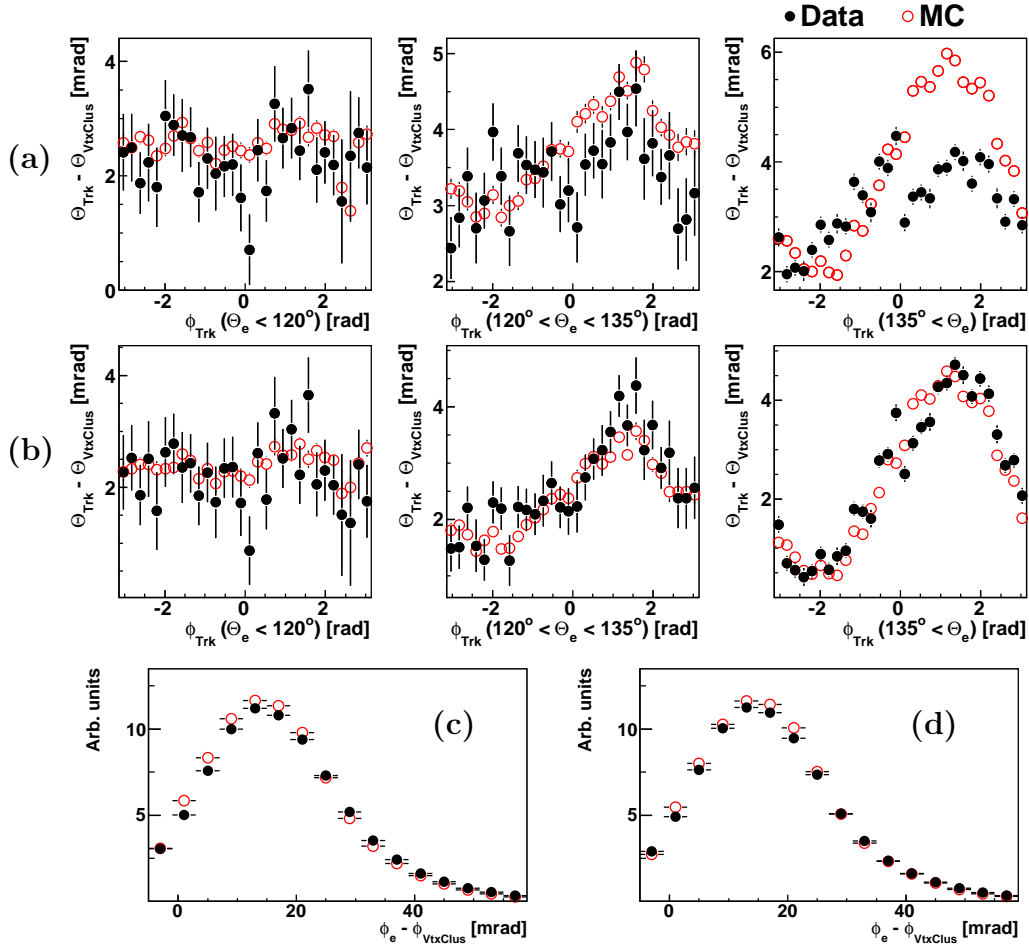 Data MC
(a)
Θ_Trk - Θ_VtxClus [mrad]
4
2
0
-2 0 2
ϕ_Trk (Θ_e < 120°) [rad]
Θ_Trk - Θ_VtxClus [mrad]
5
4
3
2
-2 0 2
ϕ_Trk (120° < Θ_e < 135°) [rad]
Θ_Trk - Θ_VtxClus [mrad]
6
4
2
-2 0 2
ϕ_Trk (135° < Θ_e) [rad]
(b)
Θ_Trk - Θ_VtxClus [mrad]
4
2
0
-2 0 2
ϕ_Trk (Θ_e < 120°) [rad]
Θ_Trk - Θ_VtxClus [mrad]
4
2
-2 0 2
ϕ_Trk (120° < Θ_e < 135°) [rad]
Θ_Trk - Θ_VtxClus [mrad]
4
2
-2 0 2
ϕ_Trk (135° < Θ_e) [rad]
Arb. units
10
5
(c)
0 20 40
ϕ_e - ϕ_VtxClus [mrad]
Arb. units
10
5
(d)
0 20 40
ϕ_e - ϕ_VtxClus [mrad]